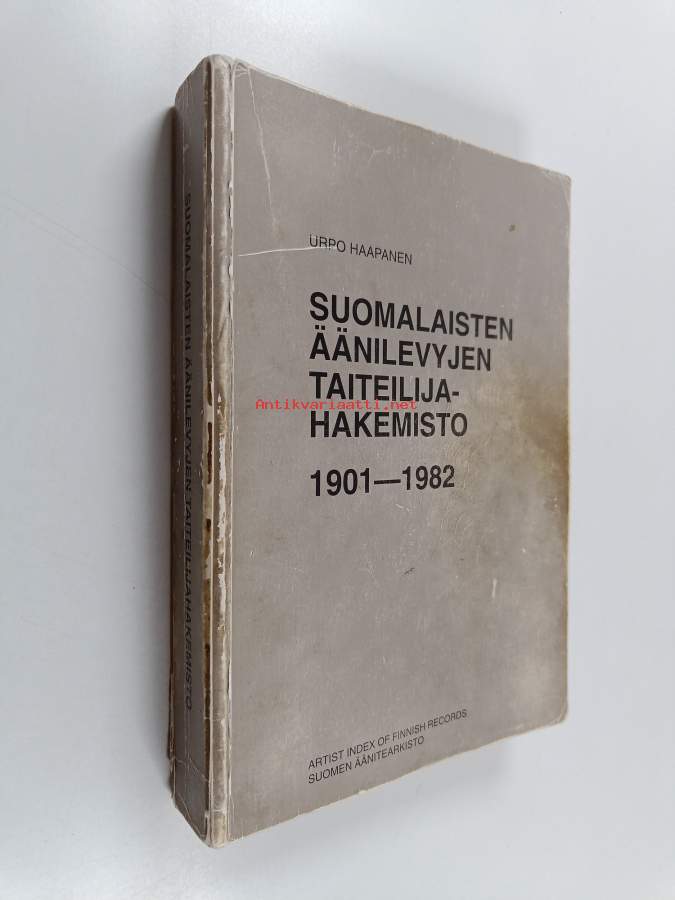 URPO HAAPANEN
SUOMALAISTEN
ÄÄNILEVYJEN
TAITEILIJA-
Antikvariaatti.net
HAKEMISTO
1901—1982
ARTIST INDEX OF FINNISH RECORDS
SUOMEN ÄÄNITEARKISTO
SUOMALAISTEN ÄÄNILEVYJEN TAITEILIJAHAKEMISTO